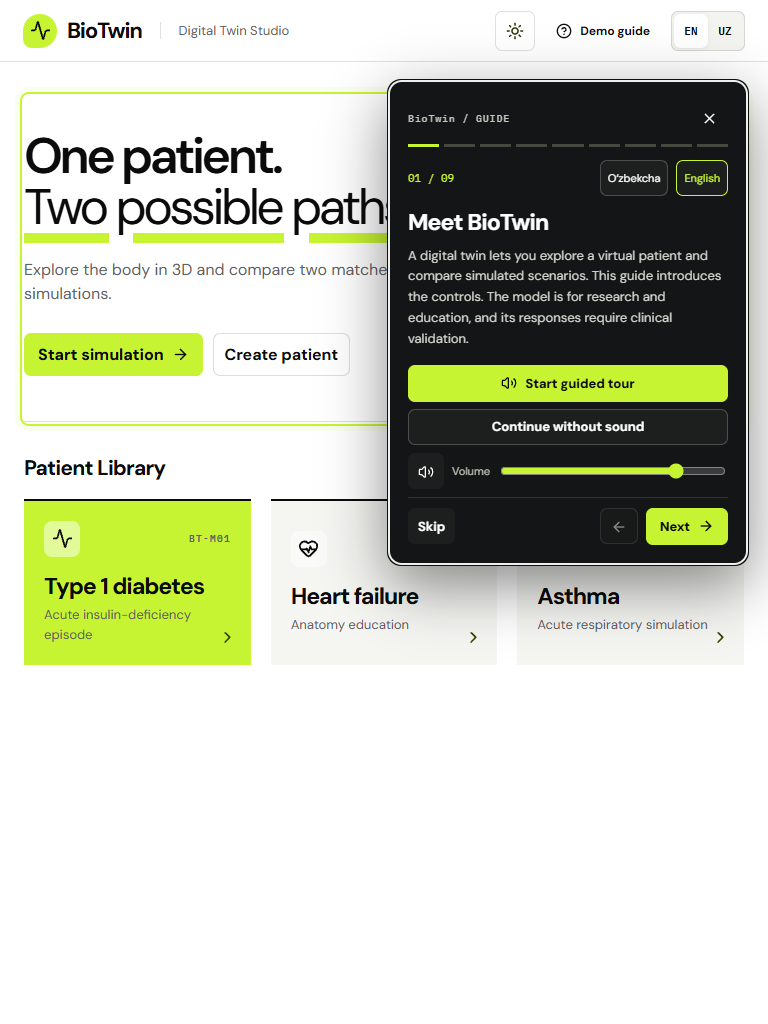 BioTwin
Digital Twin Studio
Demo guide
EN
UZ
One patient.
Two possible paths
Explore the body in 3D and compare two matche
simulations.
Start simulation
Create patient
BioTwin / GUIDE
01 / 09
O‘zbekcha
English
Meet BioTwin
A digital twin lets you explore a virtual patient and
compare simulated scenarios. This guide introduces
the controls. The model is for research and
education, and its responses require clinical
validation.
Start guided tour
Continue without sound
Volume
Skip
Next
Patient Library
BT-M01
Type 1 diabetes
Acute insulin-deficiency
episode
Heart failure
Anatomy education
Asthma
Acute respiratory simulation